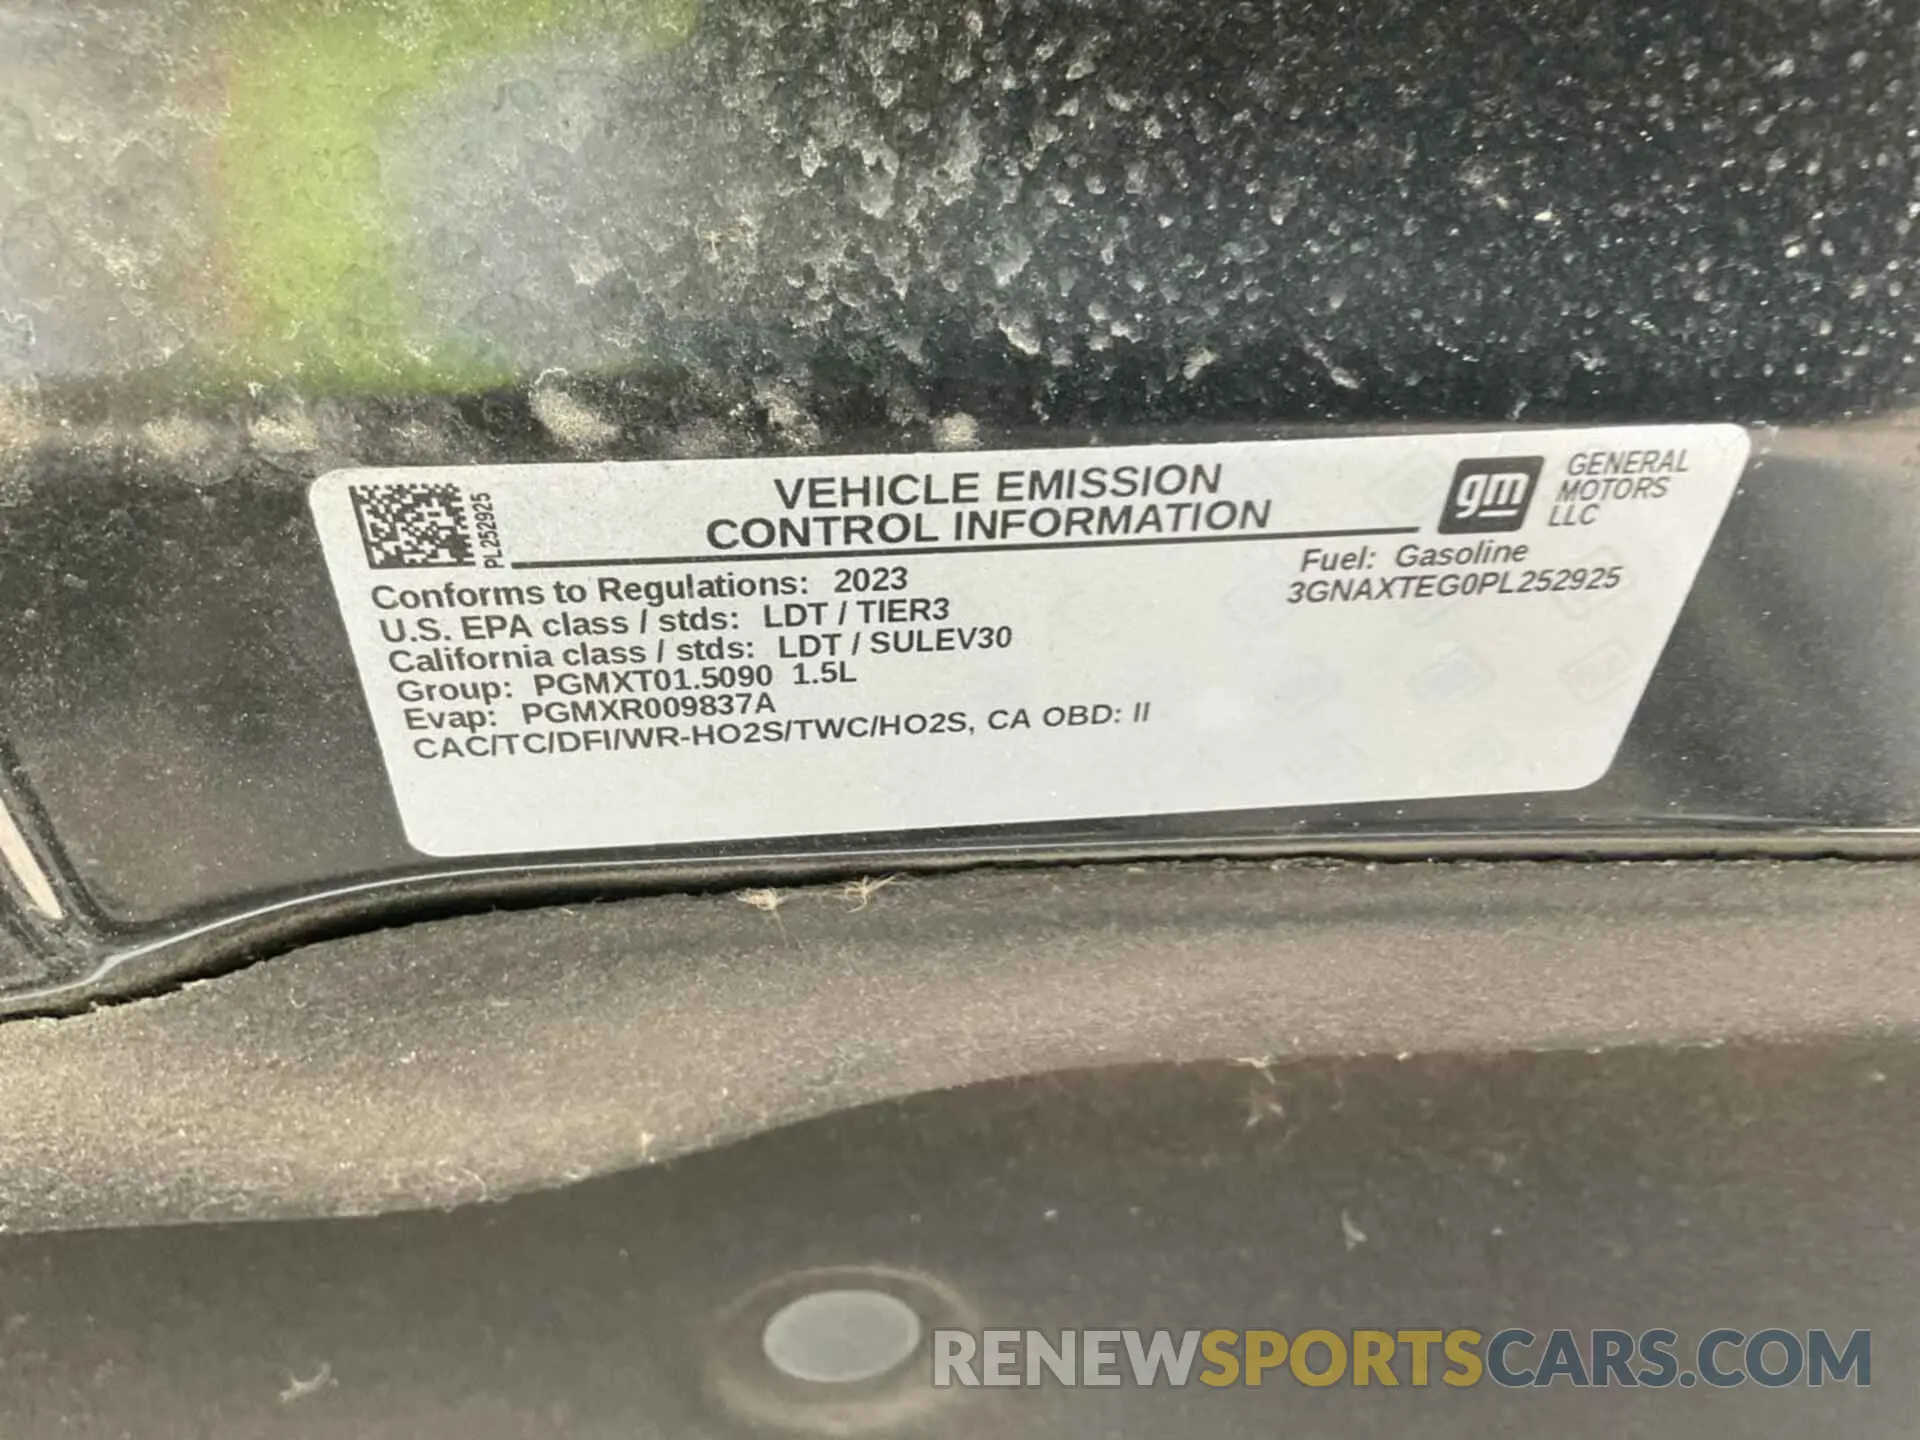 PL252925
VEHICLE EMISSION
CONTROL INFORMATION
gm
GENERAL
MOTORS
LLC
Conforms to Regulations: 2023
U.S. EPA class / stds: LDT / TIER3
California class / stds: LDT / SULEV30
Group: PGMXT01.5090 1.5L
Evap: PGMXR009837A
CAC/TC/DFI/WR-HO2S/TWC/HO2S, CA OBD: II
Fuel: Gasoline
3GNAXTEG0PL252925
RENEWSPORTSCARS.COM